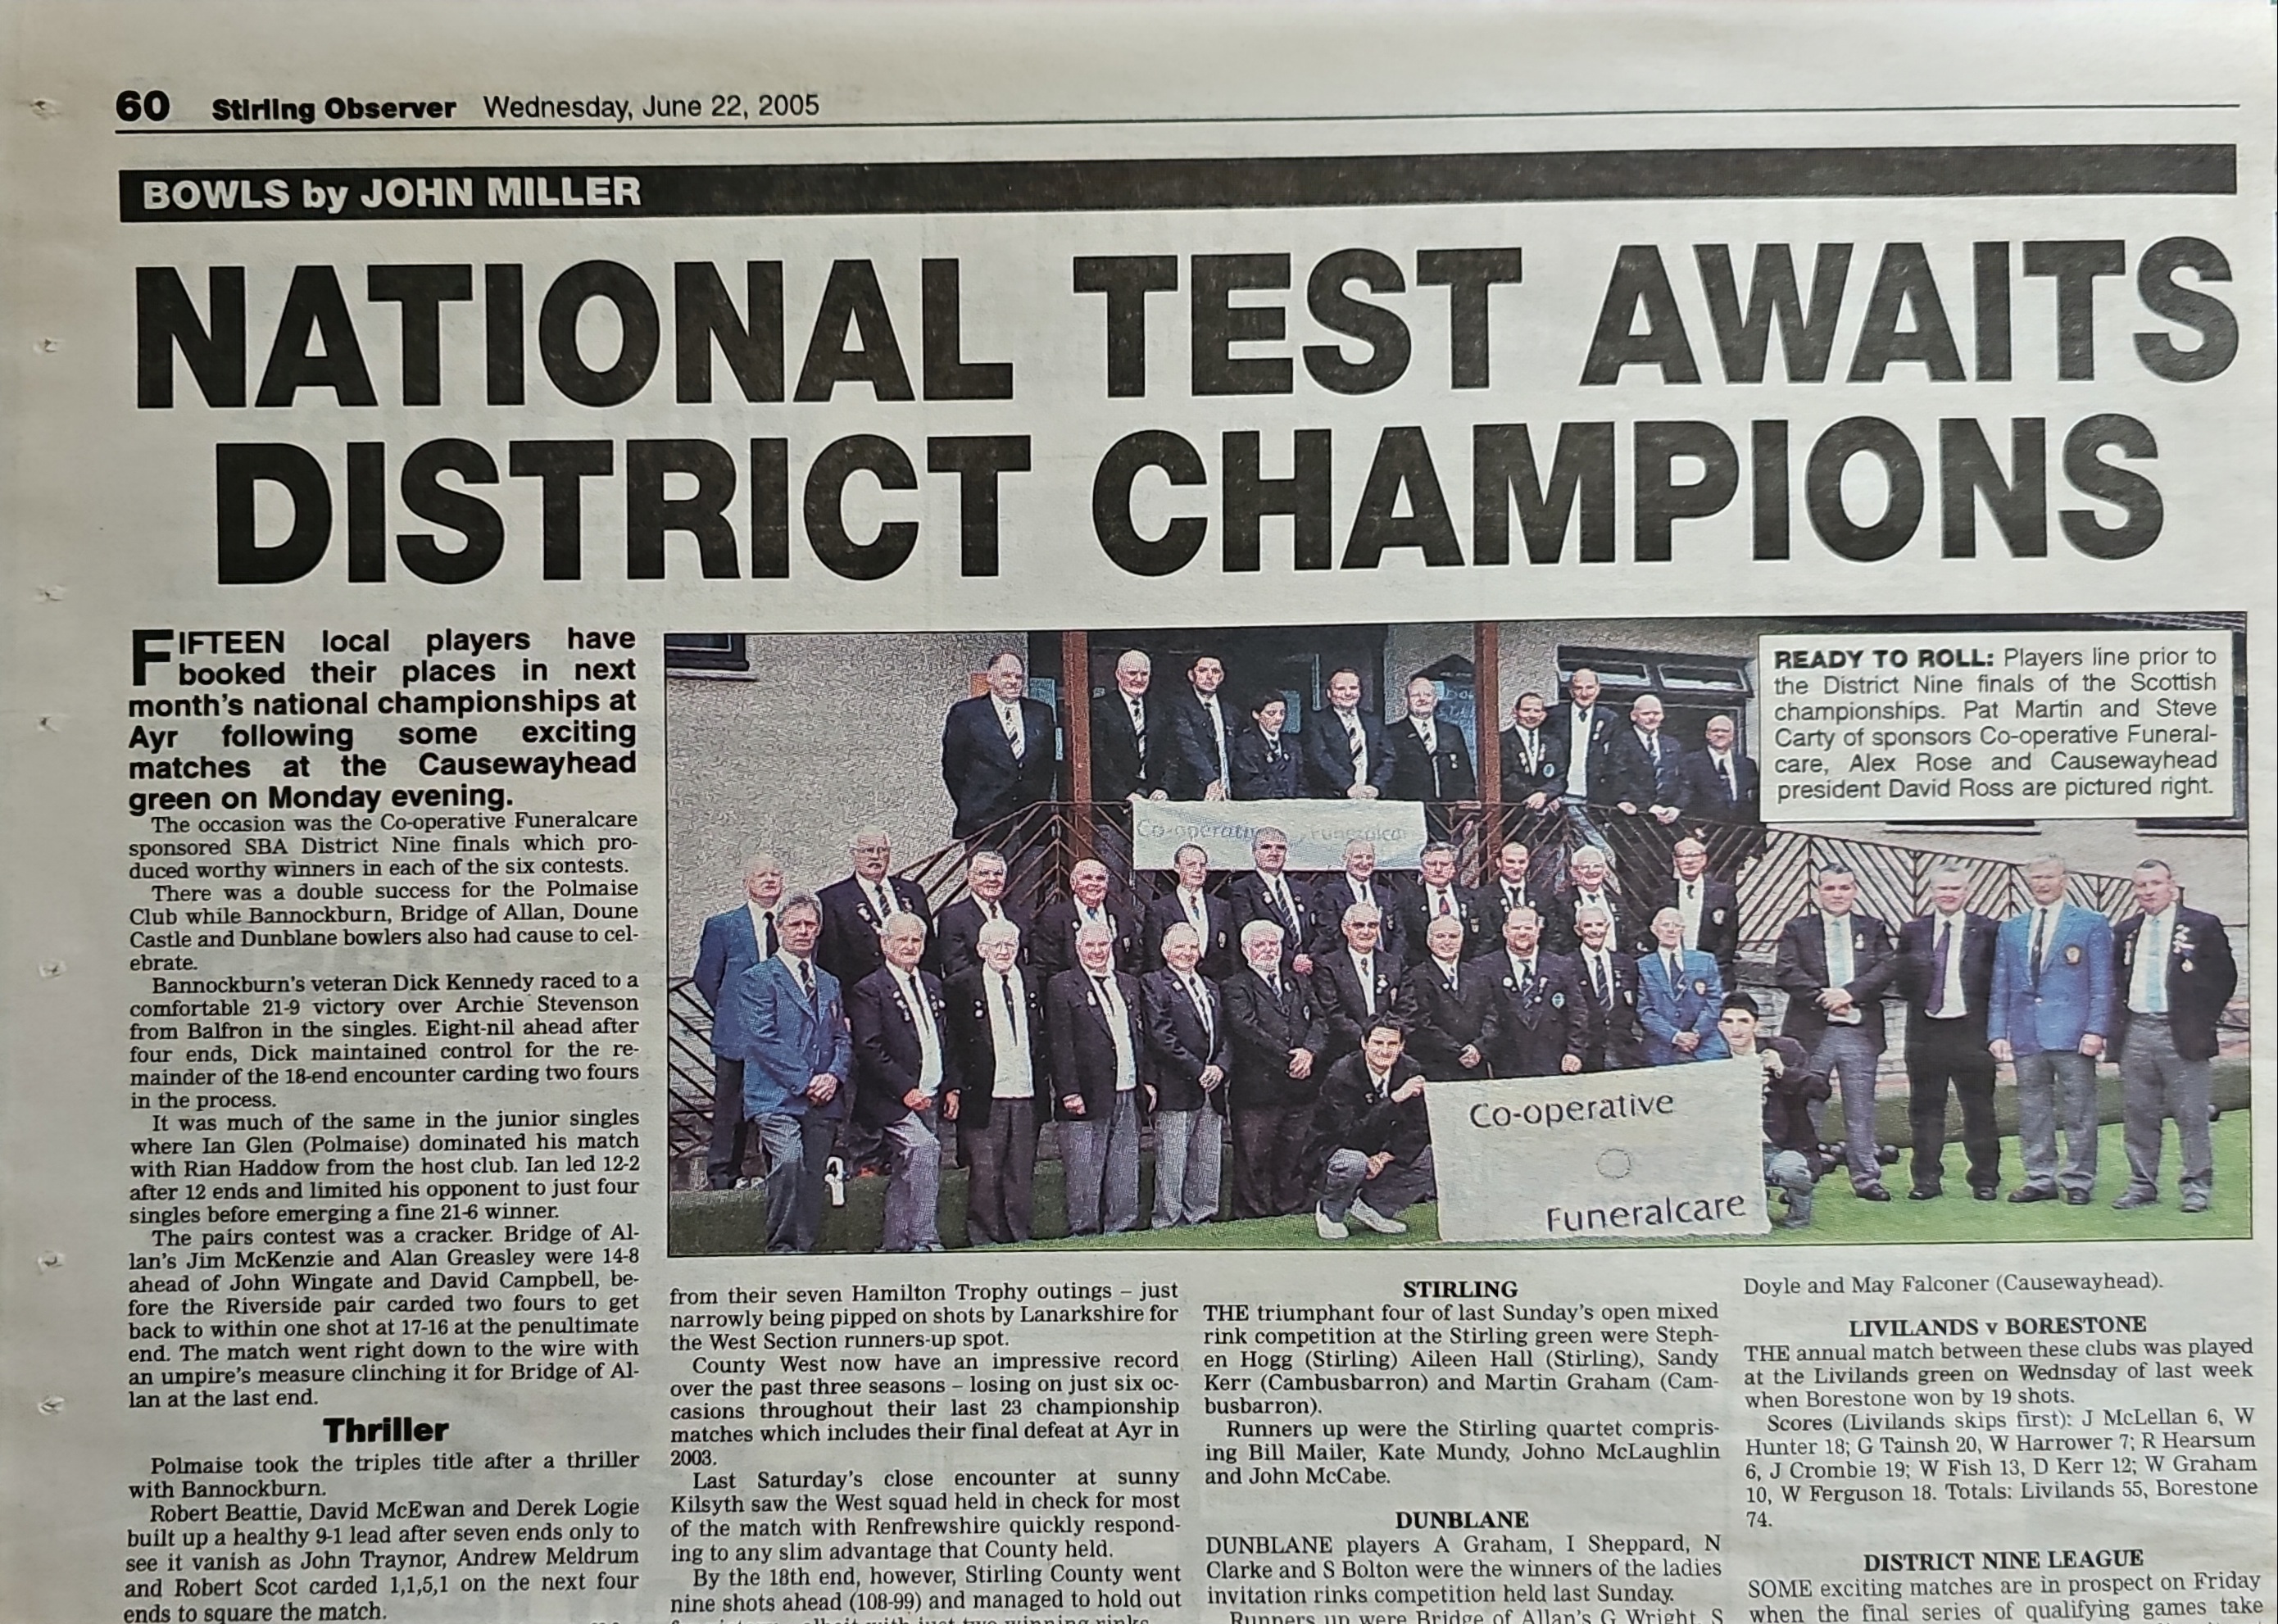 60 Stirling Observer Wednesday, June 22, 2005
BOWLS by JOHN MILLER
NATIONAL TEST AWAITS
DISTRICT CHAMPIONS
FIFTEEN local players have
booked their places in next
month's national championships at
Ayr following some exciting
matches at the Causewayhead
green on Monday evening.
The occasion was the Co-operative Funeralcare
sponsored SBA District Nine finals which pro-
duced worthy winners in each of the six contests.
There was a double success for the Polmaise
Club while Bannockburn, Bridge of Allan, Doune
Castle and Dunblane bowlers also had cause to cel-
ebrate.
Bannockburn's veteran Dick Kennedy raced to a
comfortable 21-9 victory over Archie Stevenson
from Balfron in the singles. Eight-nil ahead after
four ends, Dick maintained control for the re-
mainder of the 18-end encounter carding two fours
in the process.
It was much of the same in the junior singles
where Ian Glen (Polmaise) dominated his match
with Rian Haddow from the host club. Ian led 12-2
after 12 ends and limited his opponent to just four
singles before emerging a fine 21-6 winner.
The pairs contest was a cracker. Bridge of Al-
lan's Jim McKenzie and Alan Greasley were 14-8
ahead of John Wingate and David Campbell, be-
fore the Riverside pair carded two fours to get
back to within one shot at 17-16 at the penultimate
end. The match went right down to the wire with
an umpire's measure clinching it for Bridge of Al-
lan at the last end.
Thriller
Polmaise took the triples title after a thriller
with Bannockburn.
Robert Beattie, David McEwan and Derek Logie
built up a healthy 9-1 lead after seven ends only to
see it vanish as John Traynor, Andrew Meldrum
and Robert Scot carded 1,1,5,1 on the next four
ends to square the match.
READY TO ROLL: Players line prior to
the District Nine finals of the Scottish
championships. Pat Martin and Steve
Carty of sponsors Co-operative Funeral-
care, Alex Rose and Causewayhead
president David Ross are pictured right.
Co-operative Funeralcare
Co-operative
Funeralcare
from their seven Hamilton Trophy outings – just
narrowly being pipped on shots by Lanarkshire for
the West Section runners-up spot.
County West now have an impressive record
over the past three seasons – losing on just six oc-
casions throughout their last 23 championship
matches which includes their final defeat at Ayr in
2003.
Last Saturday's close encounter at sunny
Kilsyth saw the West squad held in check for most
of the match with Renfrewshire quickly respond-
ing to any slim advantage that County held.
By the 18th end, however, Stirling County went
nine shots ahead (108-99) and managed to hold out
STIRLING
THE triumphant four of last Sunday's open mixed
rink competition at the Stirling green were Steph-
en Hogg (Stirling) Aileen Hall (Stirling), Sandy
Kerr (Cambusbarron) and Martin Graham (Cam-
busbarron).
Runners up were the Stirling quartet compris-
ing Bill Mailer, Kate Mundy, Johno McLaughlin
and John McCabe.
DUNBLANE
DUNBLANE players A Graham, I Sheppard, N
Clarke and S Bolton were the winners of the ladies
invitation rinks competition held last Sunday.
Runners up were Bridge of Allan's G Wright, S
Doyle and May Falconer (Causewayhead).
LIVILANDS v BORESTONE
THE annual match between these clubs was played
at the Livilands green on Wednsday of last week
when Borestone won by 19 shots.
Scores (Livilands skips first): J McLellan 6, W
Hunter 18; G Tainsh 20, W Harrower 7; R Hearsum
6, J Crombie 19; W Fish 13, D Kerr 12; W Graham
10, W Ferguson 18. Totals: Livilands 55, Borestone
74.
DISTRICT NINE LEAGUE
SOME exciting matches are in prospect on Friday
when the final series of qualifying games take